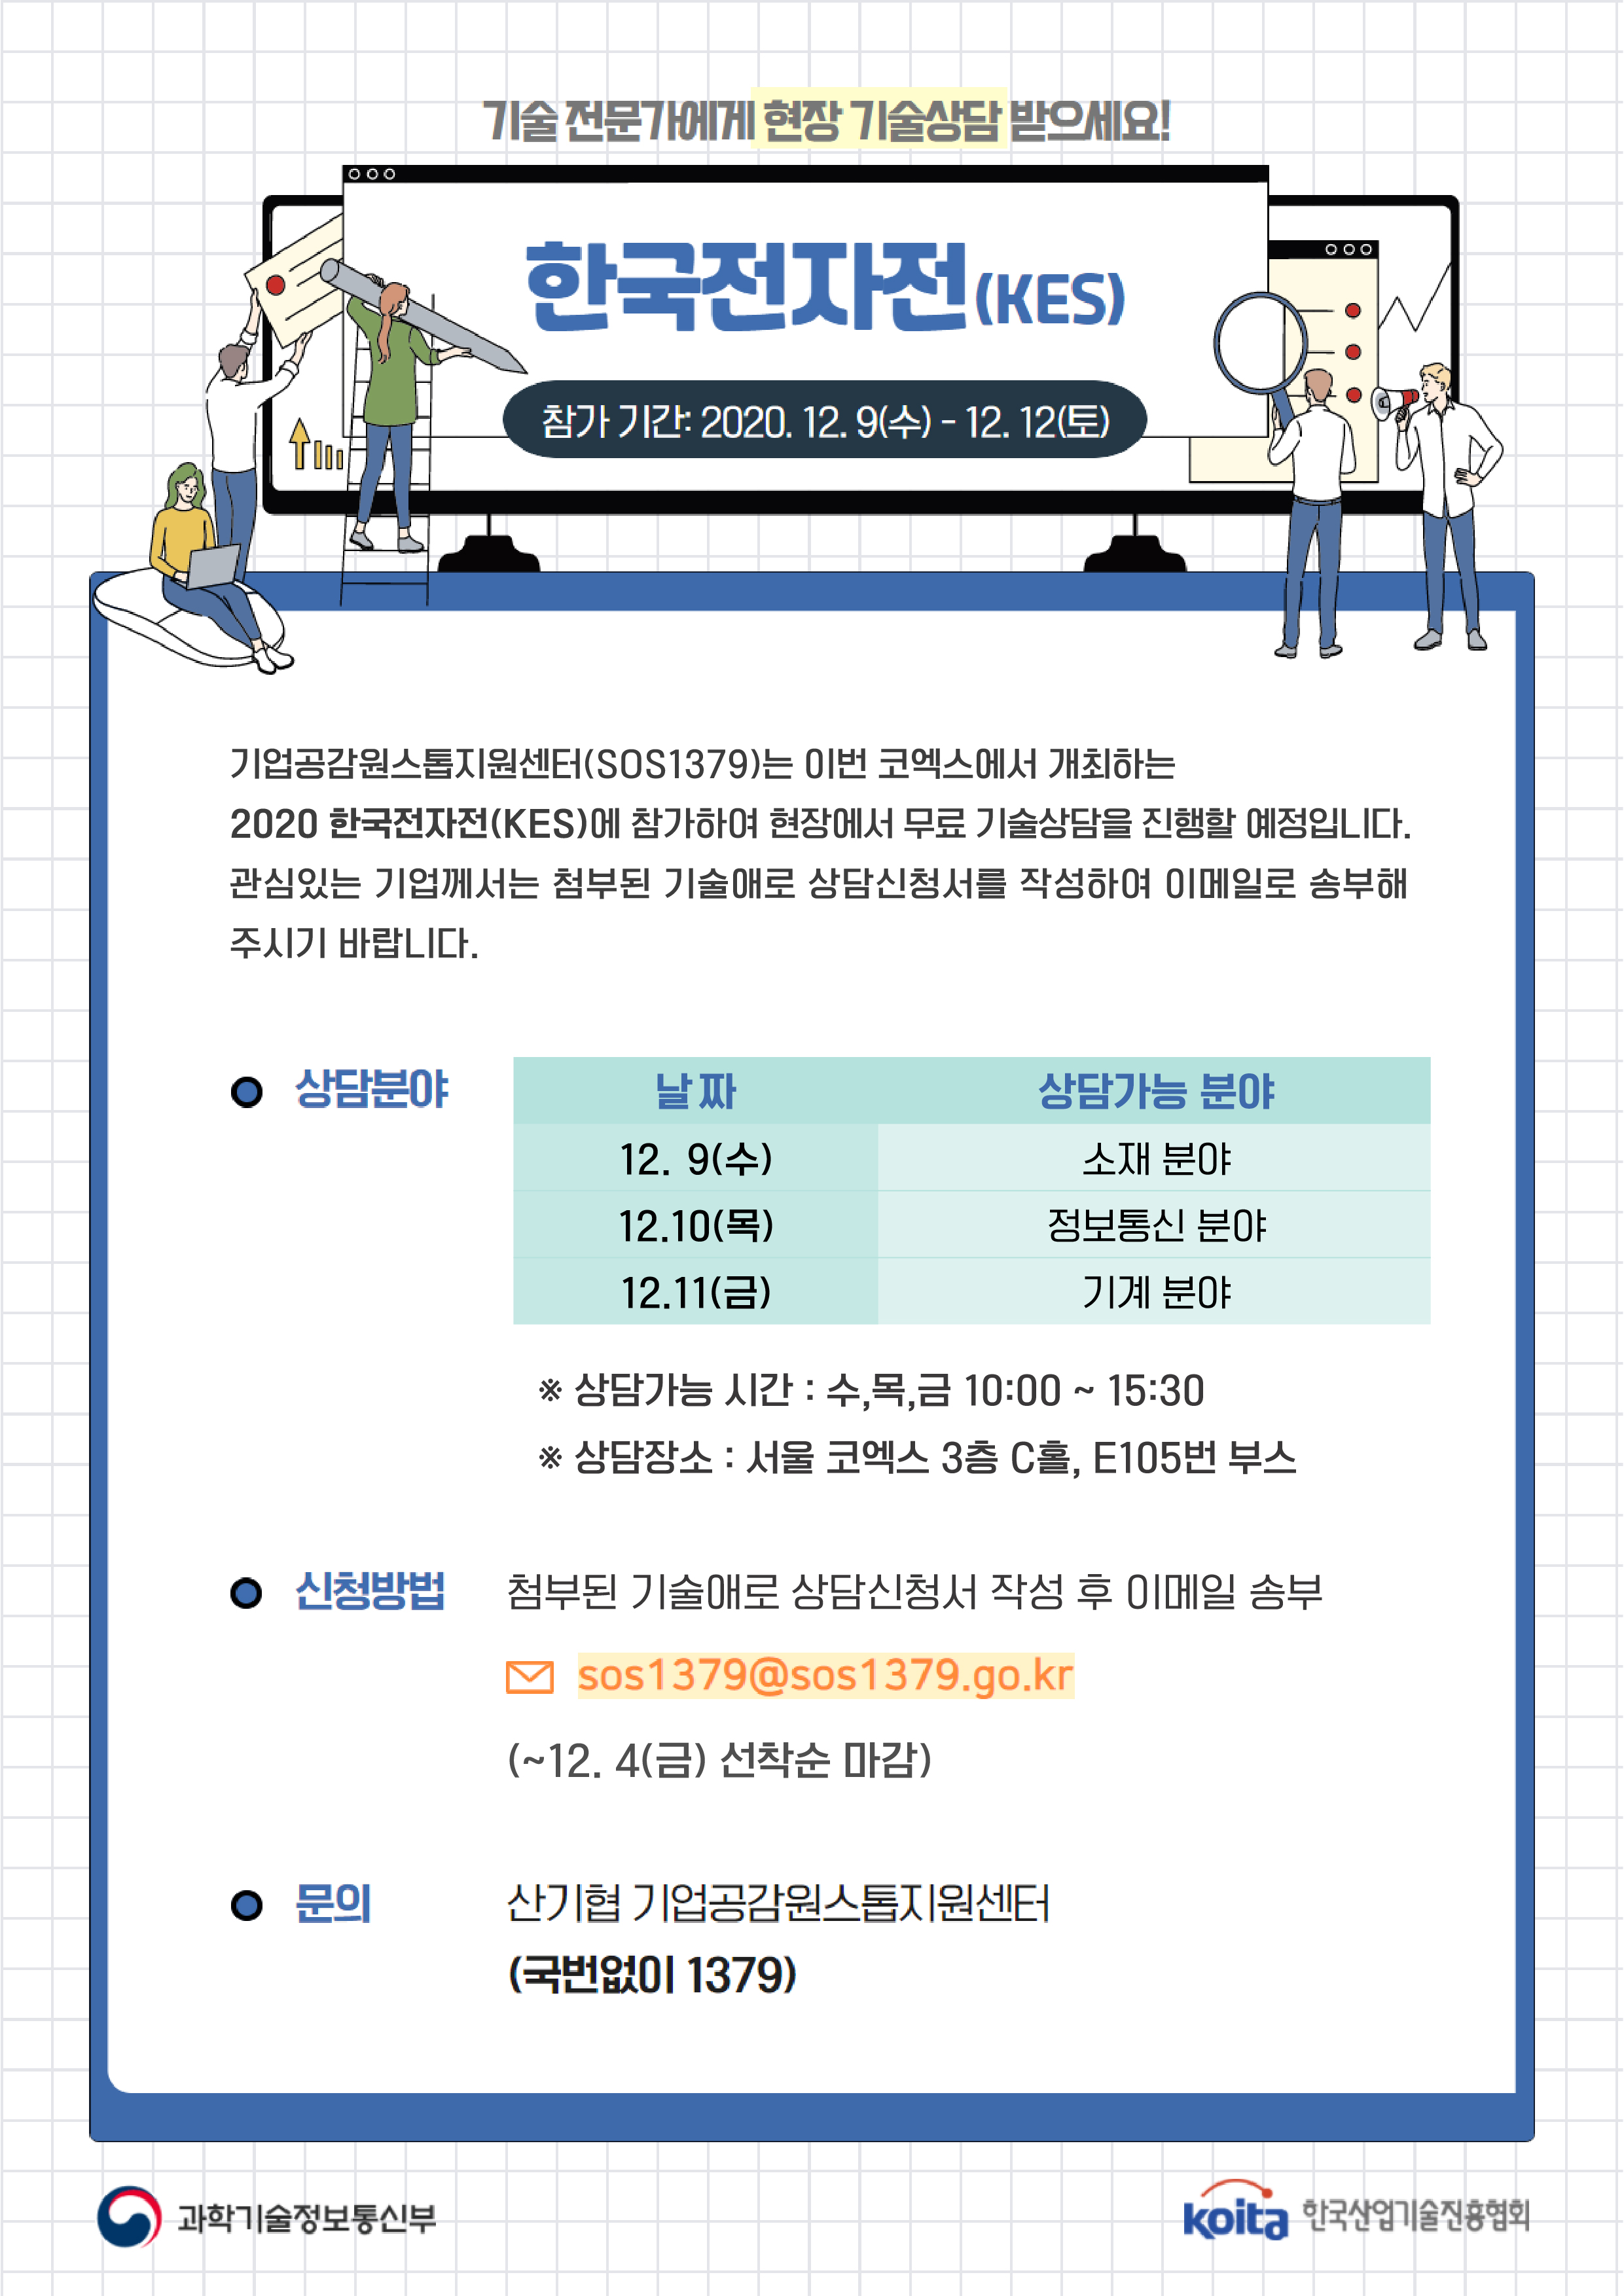 기술 전문가에게 현장 기술상담 받으세요!
한국전자전(KES)
참가 기간: 2020. 12. 9(수) - 12. 12(토)
기업공감원스톱지원센터(SOS1379)는 이번 코엑스에서 개최하는
2020 한국전자전(KES)에 참가하여 현장에서 무료 기술상담을 진행할 예정입니다.
관심있는 기업께서는 첨부된 기술애로 상담신청서를 작성하여 이메일로 송부해
주시기 바랍니다.
상담분야
날 짜 상담가능 분야
12. 9(수) 소재 분야
12.10(목) 정보통신 분야
12.11(금) 기계 분야
※ 상담가능 시간 : 수,목,금 10:00 ~ 15:30
※ 상담장소 : 서울 코엑스 3층 C홀, E105번 부스
신청방법 첨부된 기술애로 상담신청서 작성 후 이메일 송부
sos1379@sos1379.go.kr
(~12. 4(금) 선착순 마감)
문의 산기협 기업공감원스톱지원센터
(국번없이 1379)
과학기술정보통신부
koita 한국산업기술진흥협회